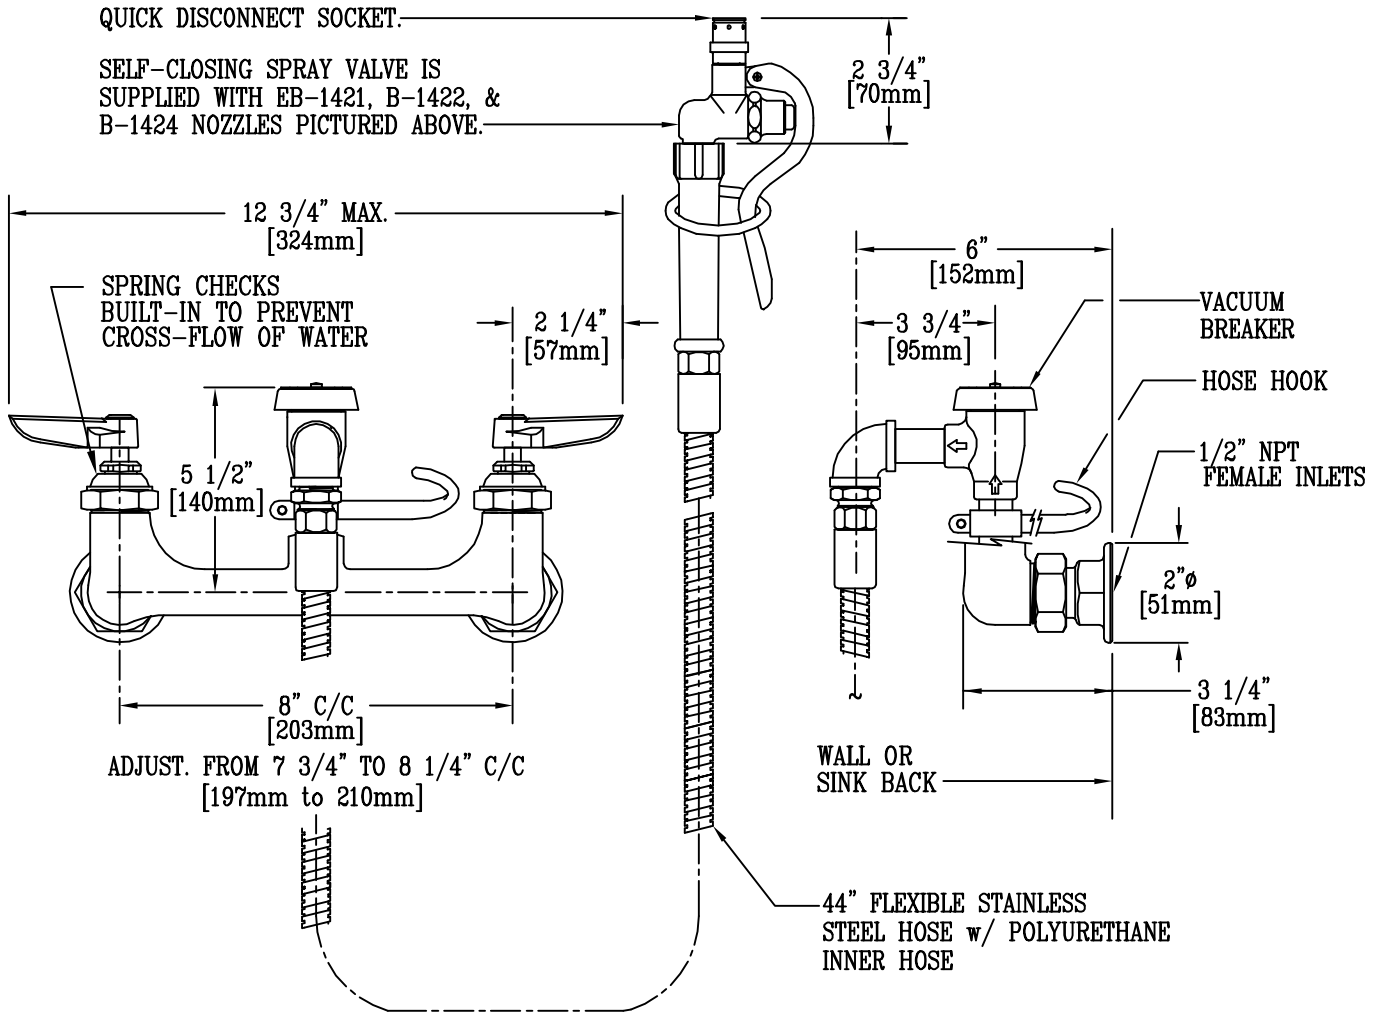 QUICK DISCONNECT SOCKET.
SELF-CLOSING SPRAY VALVE IS
SUPPLIED WITH EB-1421, B-1422, &
B-1424 NOZZLES PICTURED ABOVE.
2 3/4"
[70mm]
12 3/4" MAX.
[324mm]
SPRING CHECKS
BUILT-IN TO PREVENT
CROSS-FLOW OF WATER
2 1/4"
[57mm]
6"
[152mm]
3 3/4"
[95mm]
VACUUM
BREAKER
HOSE HOOK
1/2" NPT
FEMALE INLETS
5 1/2"
[140mm]
2"ø
[51mm]
3 1/4"
[83mm]
8" C/C
[203mm]
ADJUST. FROM 7 3/4" TO 8 1/4" C/C
[197mm to 210mm]
WALL OR
SINK BACK
44" FLEXIBLE STAINLESS
STEEL HOSE w/ POLYURETHANE
INNER HOSE